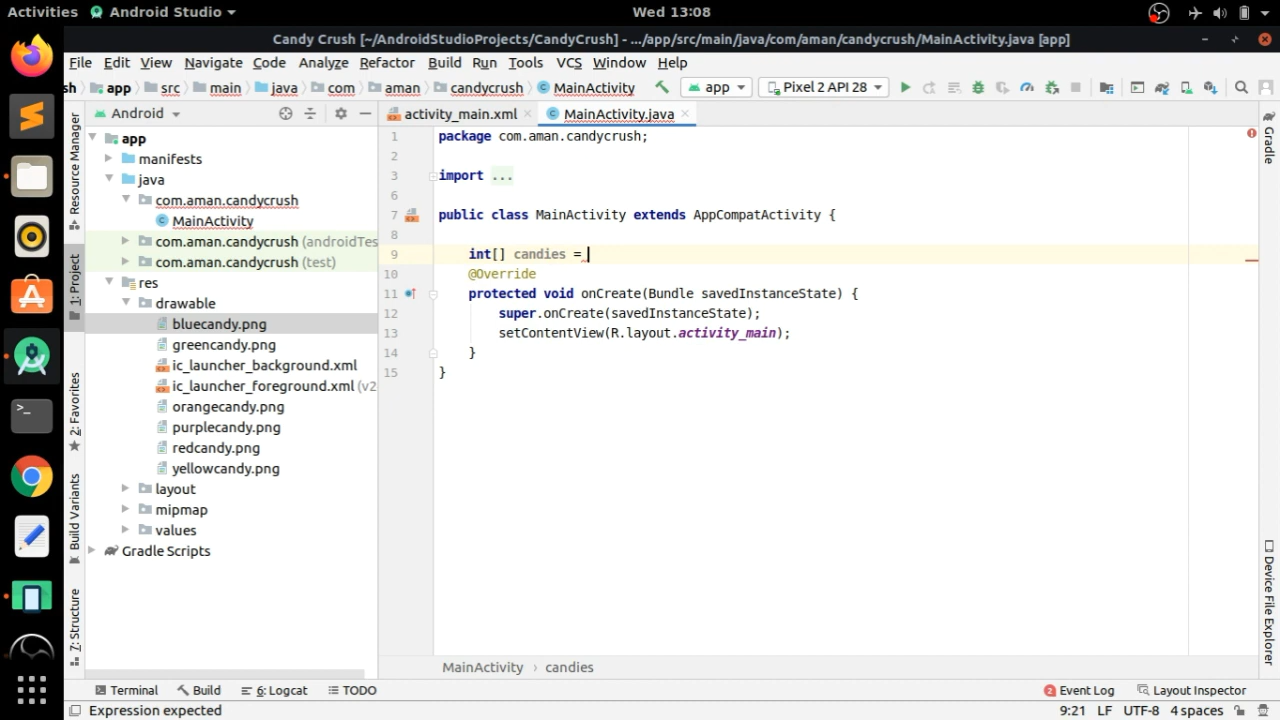 Activities Android Studio Wed 13:08
Candy Crush [~/AndroidStudioProjects/CandyCrush] - .../app/src/main/java/com/aman/candycrush/MainActivity.java [app]
File Edit View Navigate Code Analyze Refactor Build Run Tools VCS Window Help
sh app src main java com aman candycrush MainActivity app Pixel 2 API 28
Android activity_main.xml MainActivity.java
Resource Manager
1: Project
2: Favorites
Build Variants
7: Structure
app
manifests
java
com.aman.candycrush
MainActivity
com.aman.candycrush (androidTes
com.aman.candycrush (test)
res
drawable
bluecandy.png
greencandy.png
ic_launcher_background.xml
ic_launcher_foreground.xml (v2
orangecandy.png
purplecandy.png
redcandy.png
yellowcandy.png
layout
mipmap
values
Gradle Scripts
1 package com.aman.candycrush;
2
3 import ...
6
7 public class MainActivity extends AppCompatActivity {
8
9 int[] candies =
10 @Override
11 protected void onCreate(Bundle savedInstanceState) {
12 super.onCreate(savedInstanceState);
13 setContentView(R.layout.activity_main);
14 }
15 }
Gradle
Device File Explorer
MainActivity › candies
Terminal Build 6: Logcat TODO 2 Event Log Layout Inspector
Expression expected 9:21 LF UTF-8 4 spaces